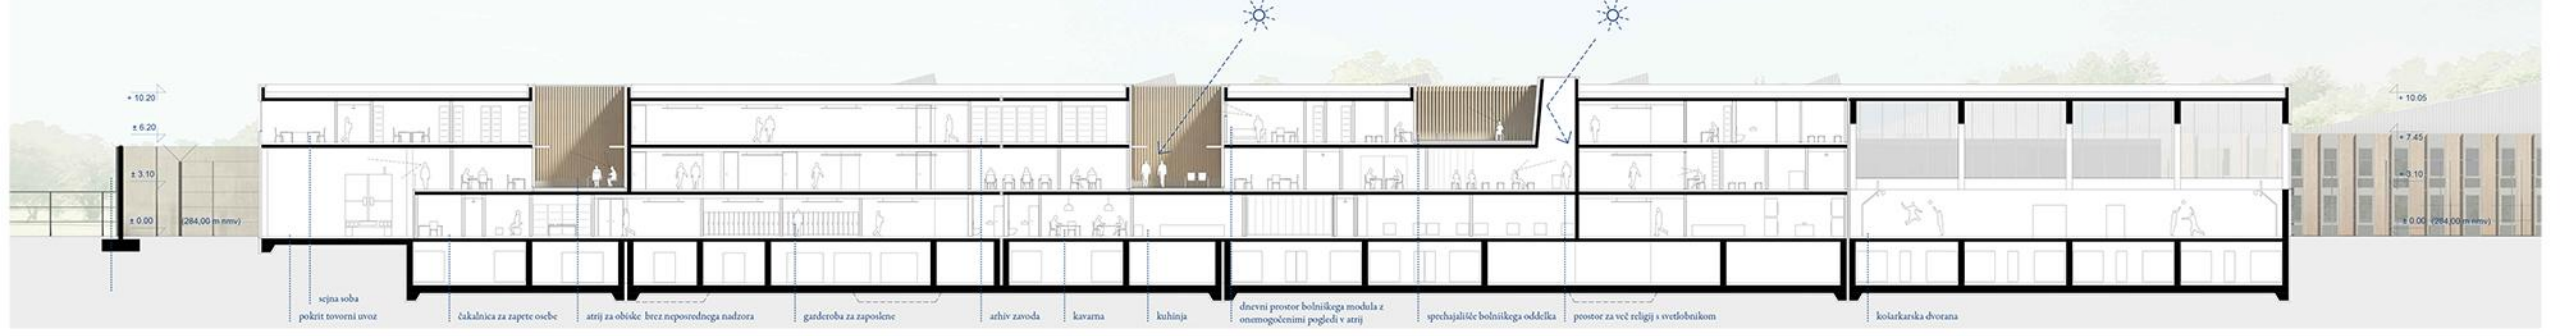 + 10.20
± 6.20
± 3.10
± 0.00 (284,00 m nmv)
+ 10.05
+ 7.45
+ 3.10
± 0.00 (284,00 m nmv)
sejna soba
pokrit tovorni uvoz
čakalnica za zaprte osebe
atrij za obiske brez neposrednega nadzora
garderoba za zaposlene
arhiv zavoda
kavarna
kuhinja
dnevni prostor bolniškega modula z
onemogočenimi pogledi v atrij
sprehajališče bolniškega oddelka
prostor za več religij s svetlobnikom
košarkarska dvorana